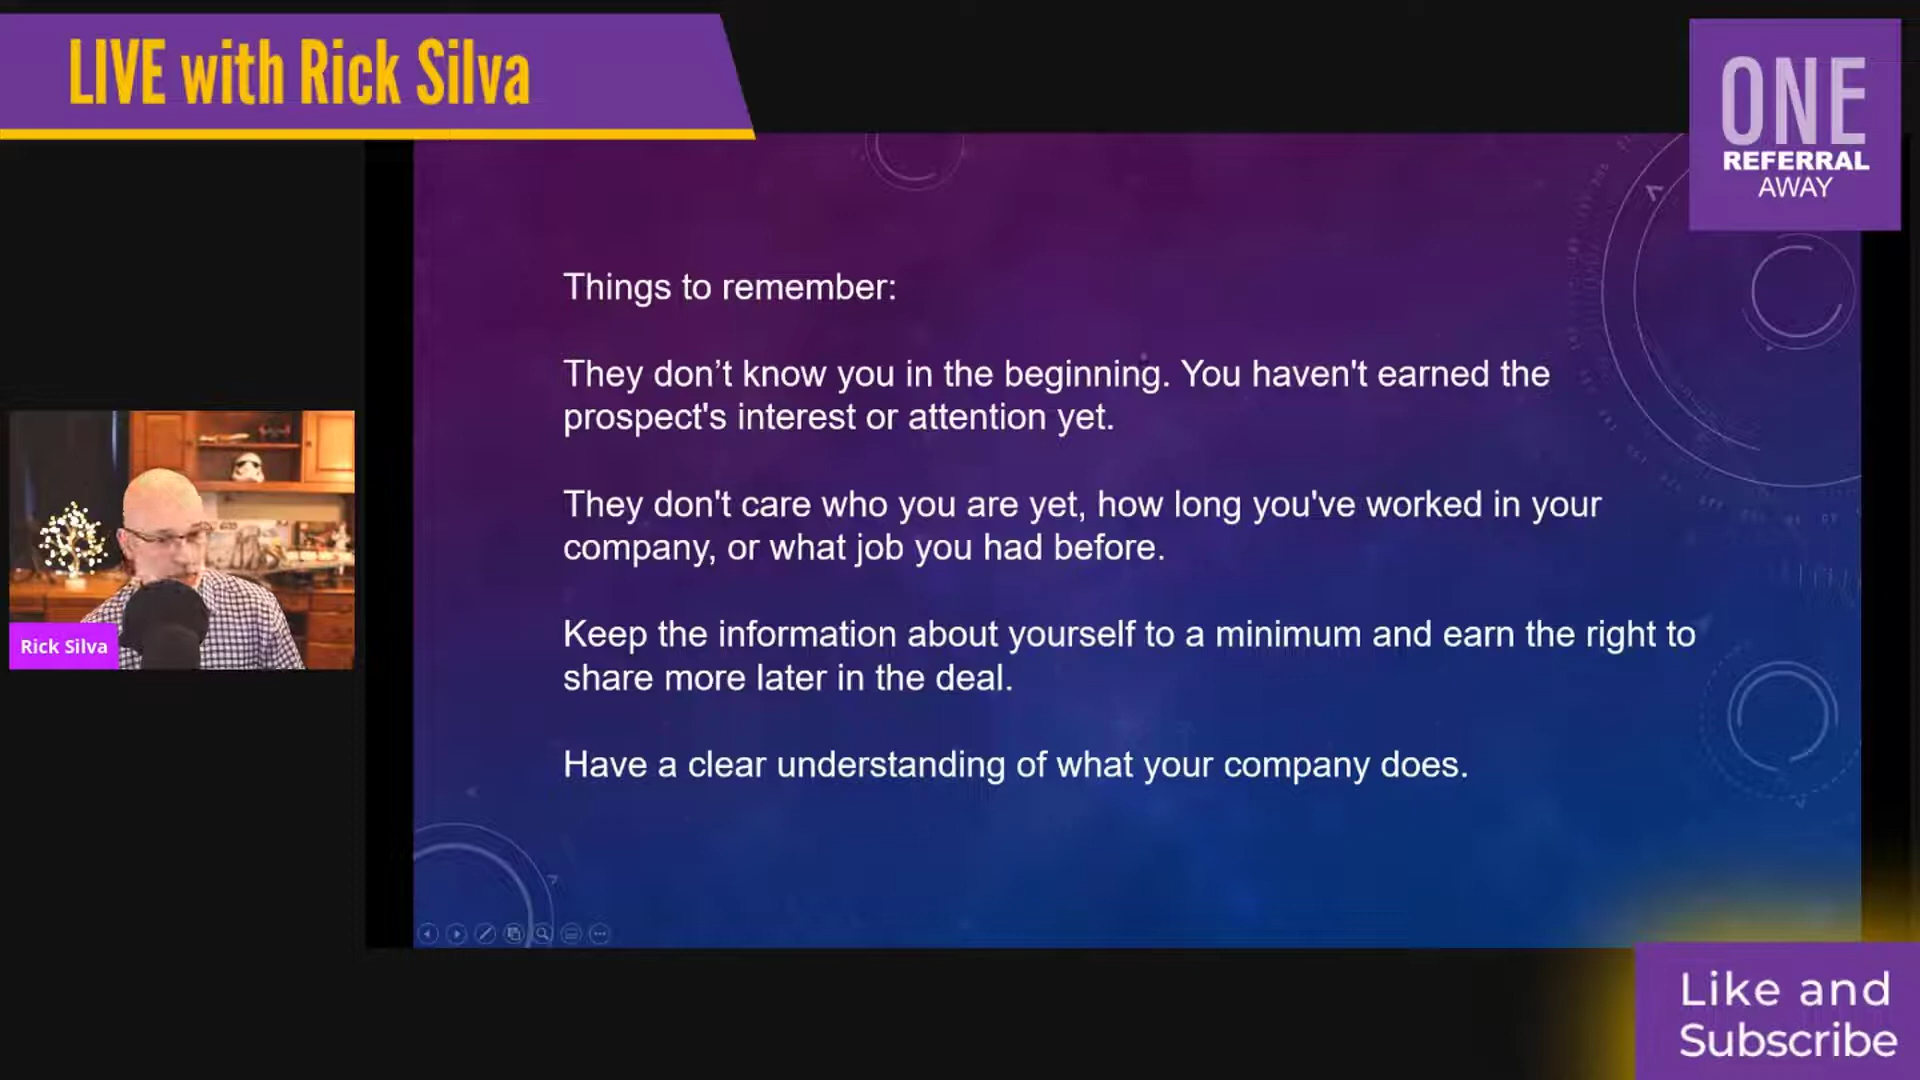 LIVE with Rick Silva
ONE
REFERRAL
AWAY
Things to remember:
They don’t know you in the beginning. You haven't earned the
prospect's interest or attention yet.
They don't care who you are yet, how long you've worked in your
company, or what job you had before.
Keep the information about yourself to a minimum and earn the right to
share more later in the deal.
Have a clear understanding of what your company does.
Rick Silva
Like and
Subscribe